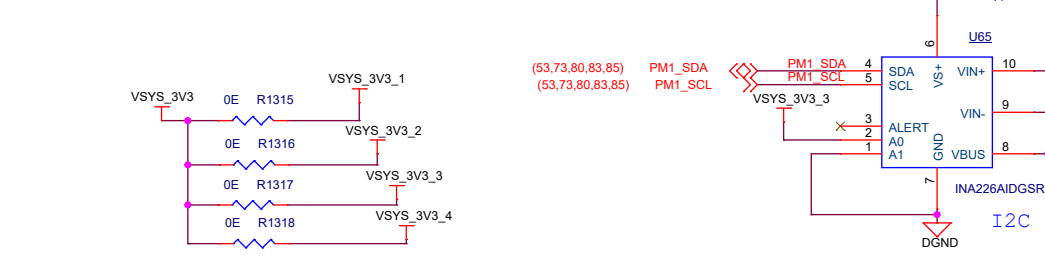 VSYS_3V3
VSYS_3V3_1
0E R1315
VSYS_3V3_2
0E R1316
VSYS_3V3_3
0E R1317
VSYS_3V3_4
0E R1318
U65
6
(53,73,80,83,85) PM1_SDA
(53,73,80,83,85) PM1_SCL
PM1_SDA
PM1_SCL
VSYS_3V3_3
4 SDA
5 SCL
3 ALERT
2 A0
1 A1
VS+
GND
VIN+ 10
VIN- 9
VBUS 8
7
INA226AIDGSR
I2C
DGND